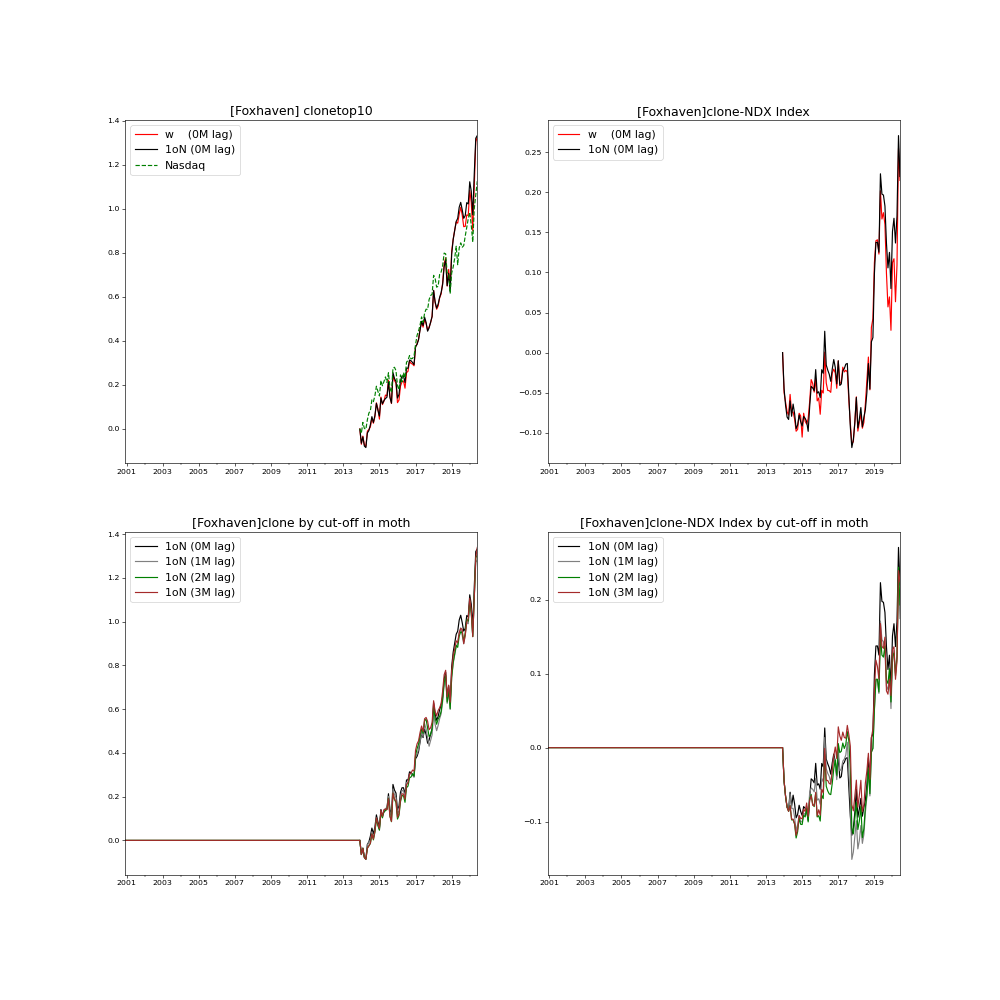 [Foxhaven] clonetop10
1.4
1.2
1.0
0.8
0.6
0.4
0.2
0.0
w (0M lag)
1oN (0M lag)
Nasdaq
2001 2003 2005 2007 2009 2011 2013 2015 2017 2019
[Foxhaven]clone-NDX Index
0.25
0.20
0.15
0.10
0.05
0.00
−0.05
−0.10
w (0M lag)
1oN (0M lag)
2001 2003 2005 2007 2009 2011 2013 2015 2017 2019
[Foxhaven]clone by cut-off in moth
1.4
1.2
1.0
0.8
0.6
0.4
0.2
0.0
1oN (0M lag)
1oN (1M lag)
1oN (2M lag)
1oN (3M lag)
2001 2003 2005 2007 2009 2011 2013 2015 2017 2019
[Foxhaven]clone-NDX Index by cut-off in moth
0.2
0.1
0.0
−0.1
1oN (0M lag)
1oN (1M lag)
1oN (2M lag)
1oN (3M lag)
2001 2003 2005 2007 2009 2011 2013 2015 2017 2019